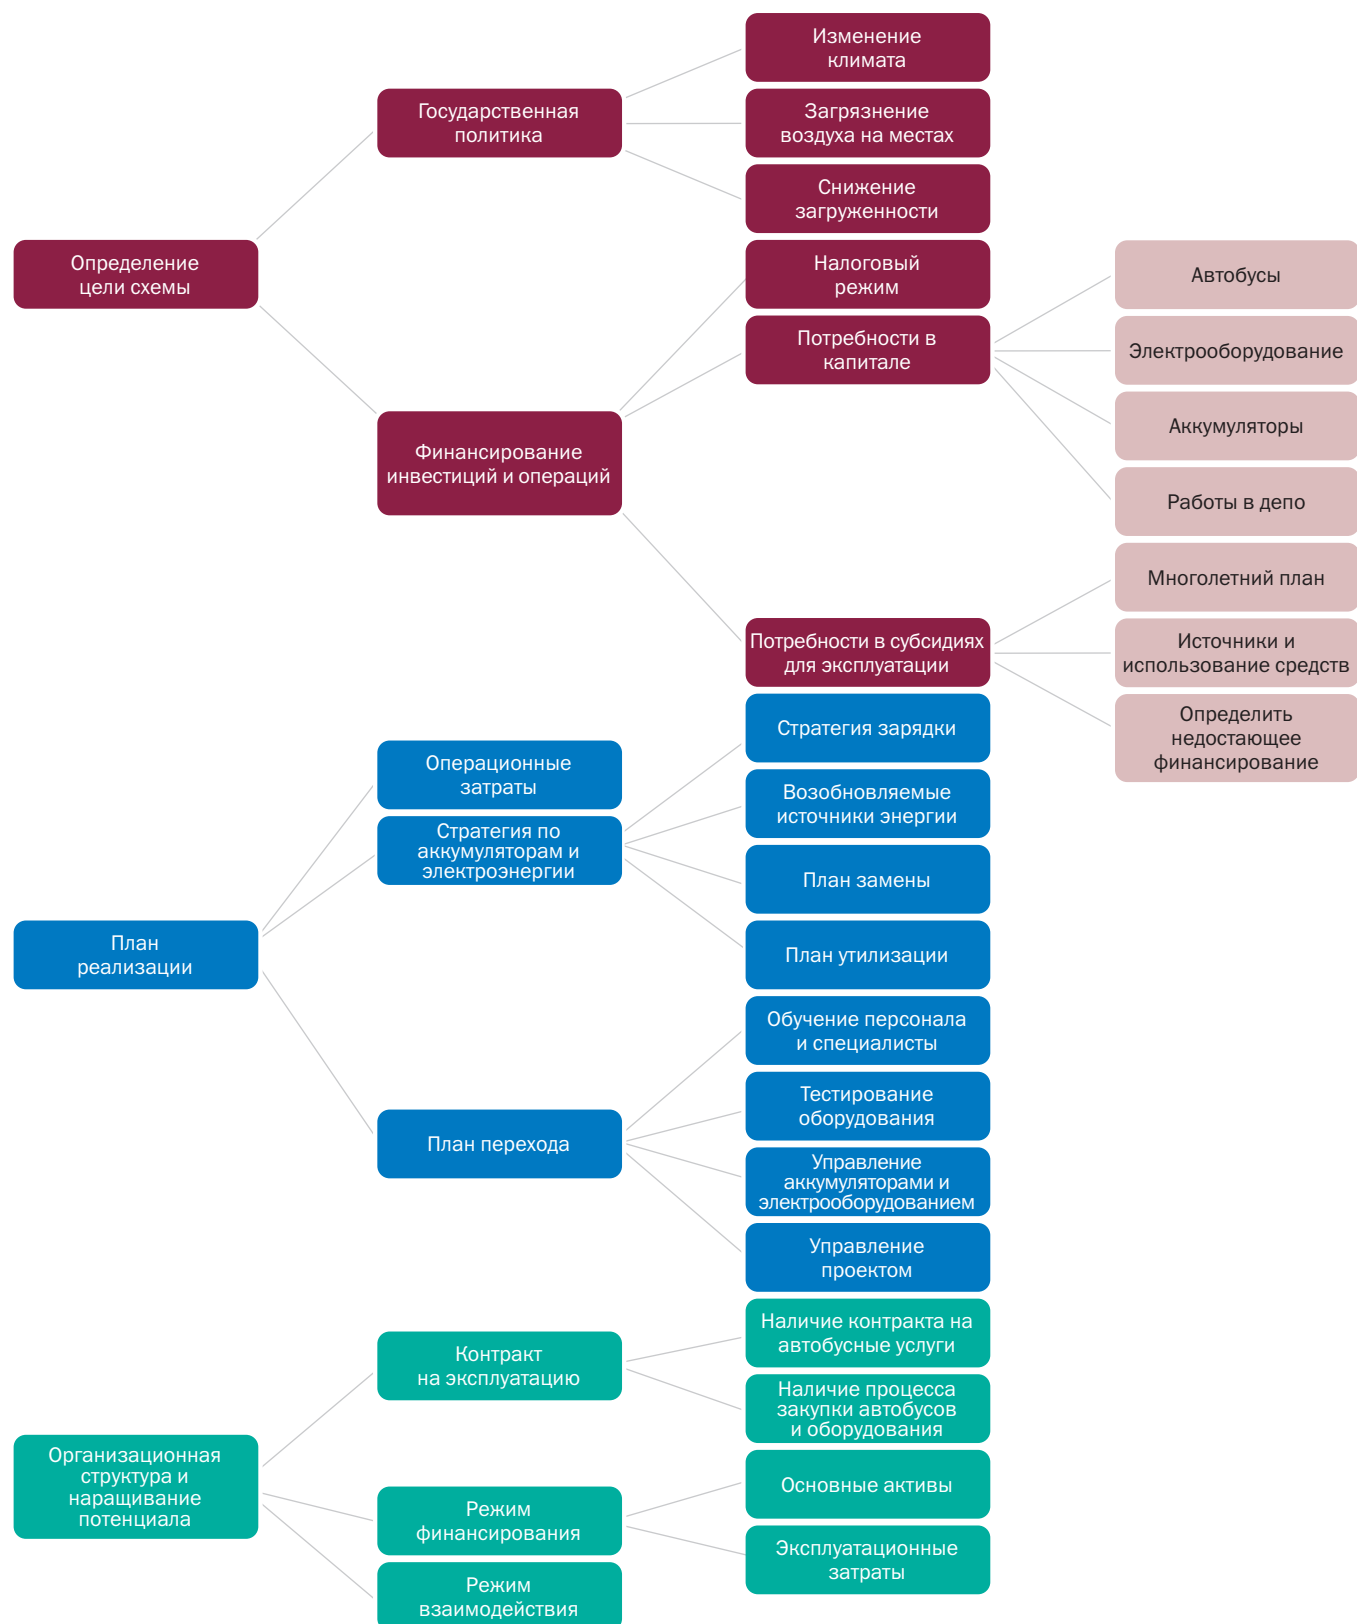 Определение
цели схемы
Государственная
политика
Изменение
климата
Загрязнение
воздуха на местах
Снижение
загруженности
Финансирование
инвестиций и операций
Налоговый
режим
Потребности в
капитале
Автобусы
Электрооборудование
Аккумуляторы
Работы в депо
Потребности в субсидиях
для эксплуатации
Многолетний план
Источники и
использование средств
Определить
недостающее
финансирование
План
реализации
Операционные
затраты
Стратегия по
аккумуляторам и
электроэнергии
Стратегия зарядки
Возобновляемые
источники энергии
План замены
План утилизации
План перехода
Обучение персонала
и специалисты
Тестирование
оборудования
Управление
аккумуляторами и
электрооборудованием
Управление
проектом
Организационная
структура и
наращивание
потенциала
Контракт
на эксплуатацию
Наличие контракта на
автобусные услуги
Наличие процесса
закупки автобусов
и оборудования
Режим
финансирования
Основные активы
Эксплуатационные
затраты
Режим
взаимодействия